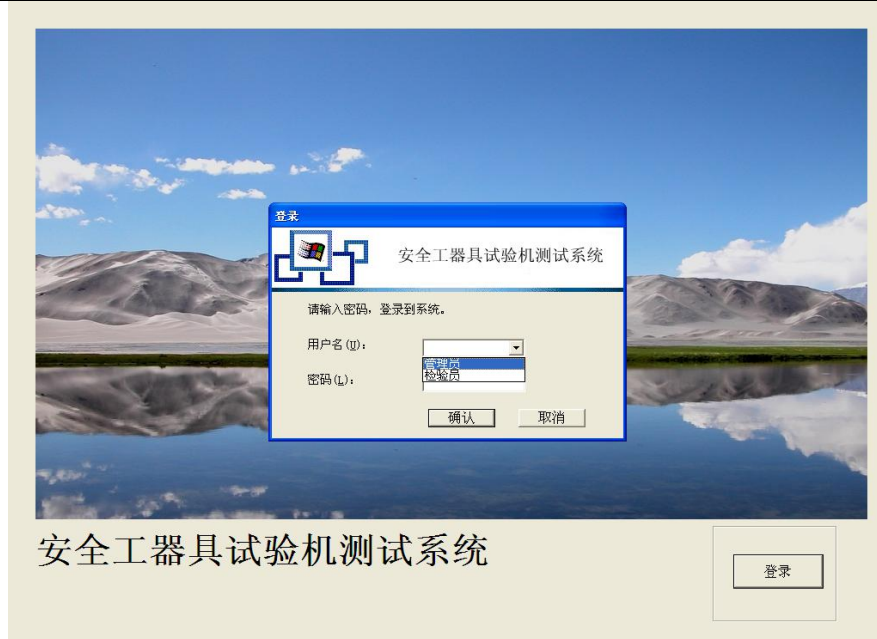 登录
安全工器具试验机测试系统
请输入密码，登录到系统。
用户名(U)：
管理员
检验员
密码(L)：
确认
取消
安全工器具试验机测试系统
登录